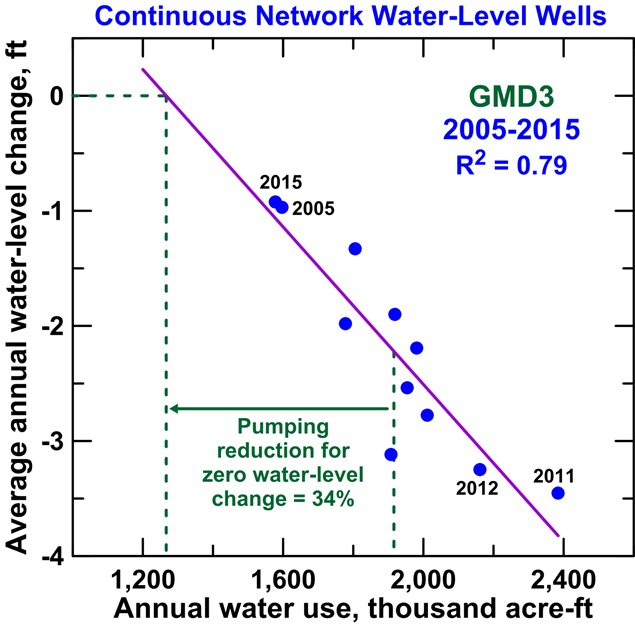 Continuous Network Water-Level Wells
Average annual water-level change, ft
0
-1
-2
-3
-4
GMD3
2005-2015
R² = 0.79
2015
2005
2012
2011
Pumping
reduction for
zero water-level
change = 34%
1,200
1,600
2,000
2,400
Annual water use, thousand acre-ft